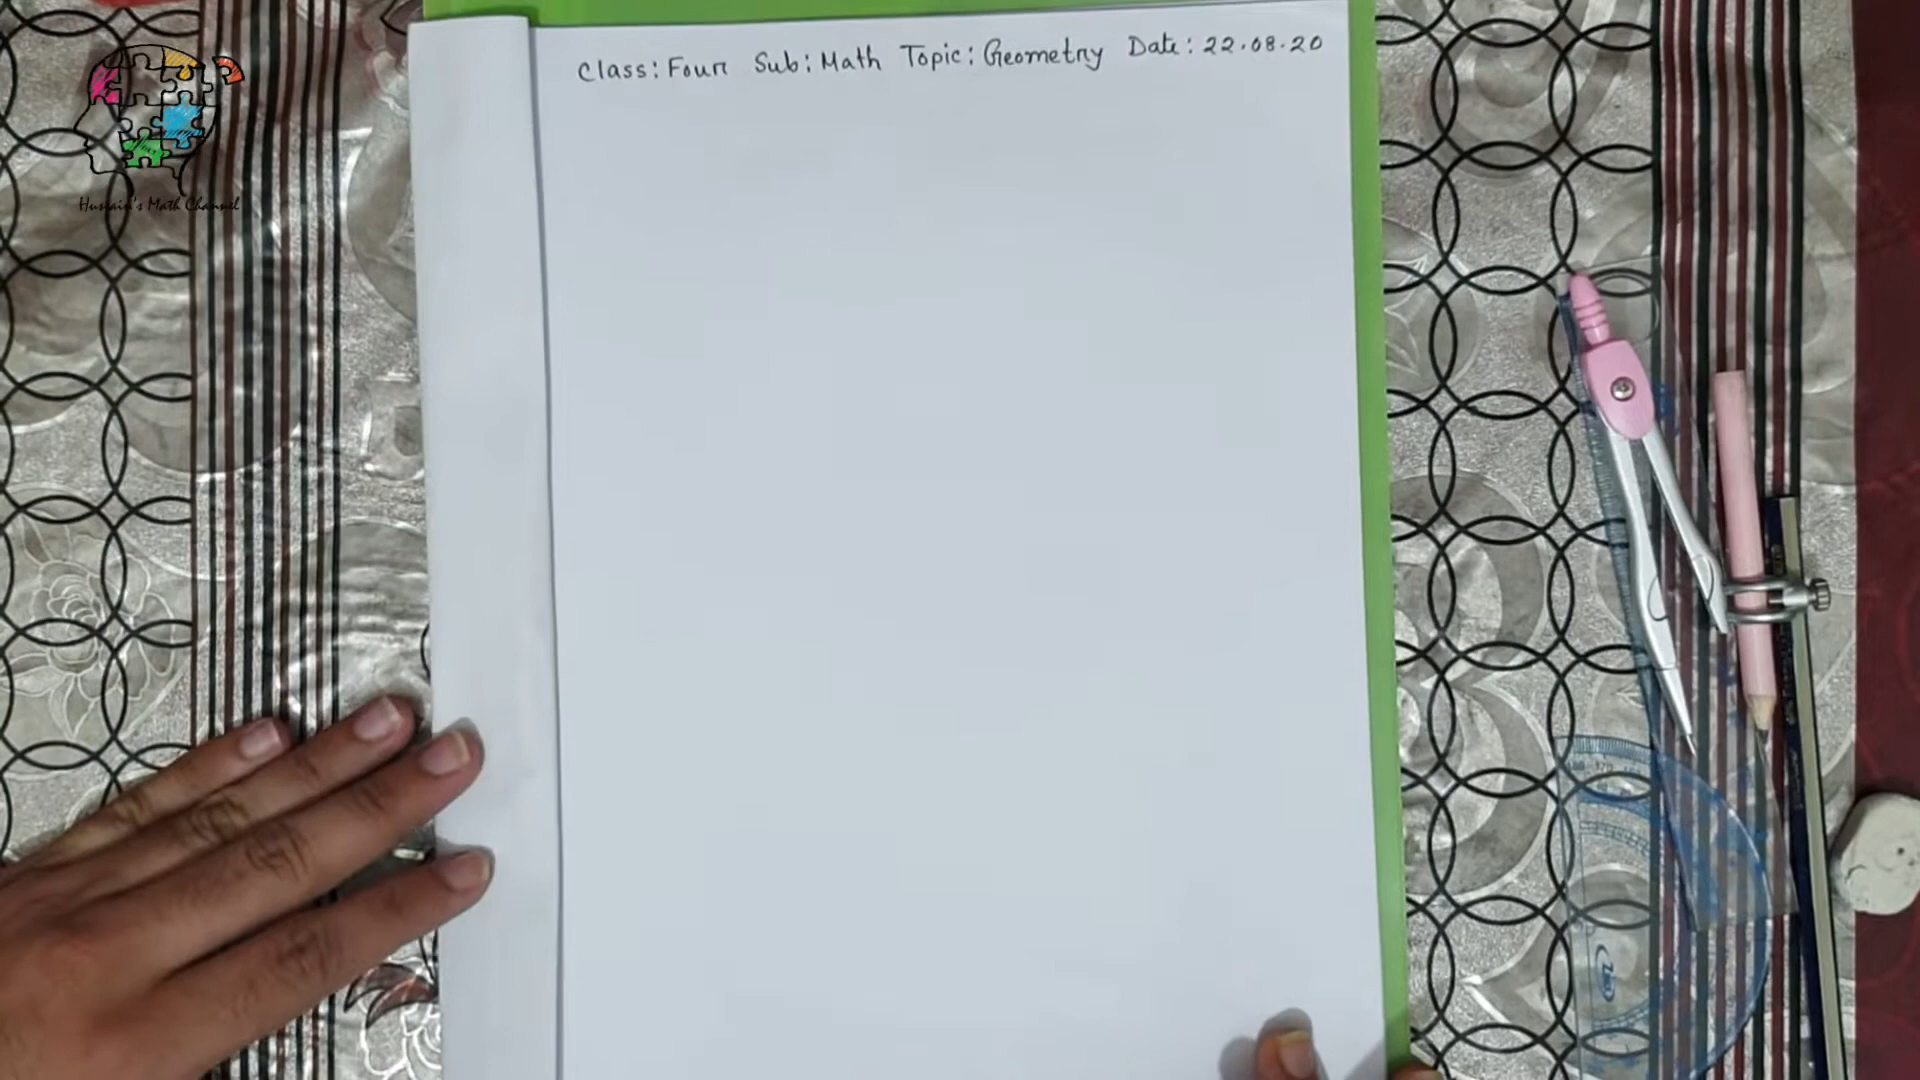 Class: Four Sub: Math Topic: Geometry Date: 22.08.20
Husain's Math Channel